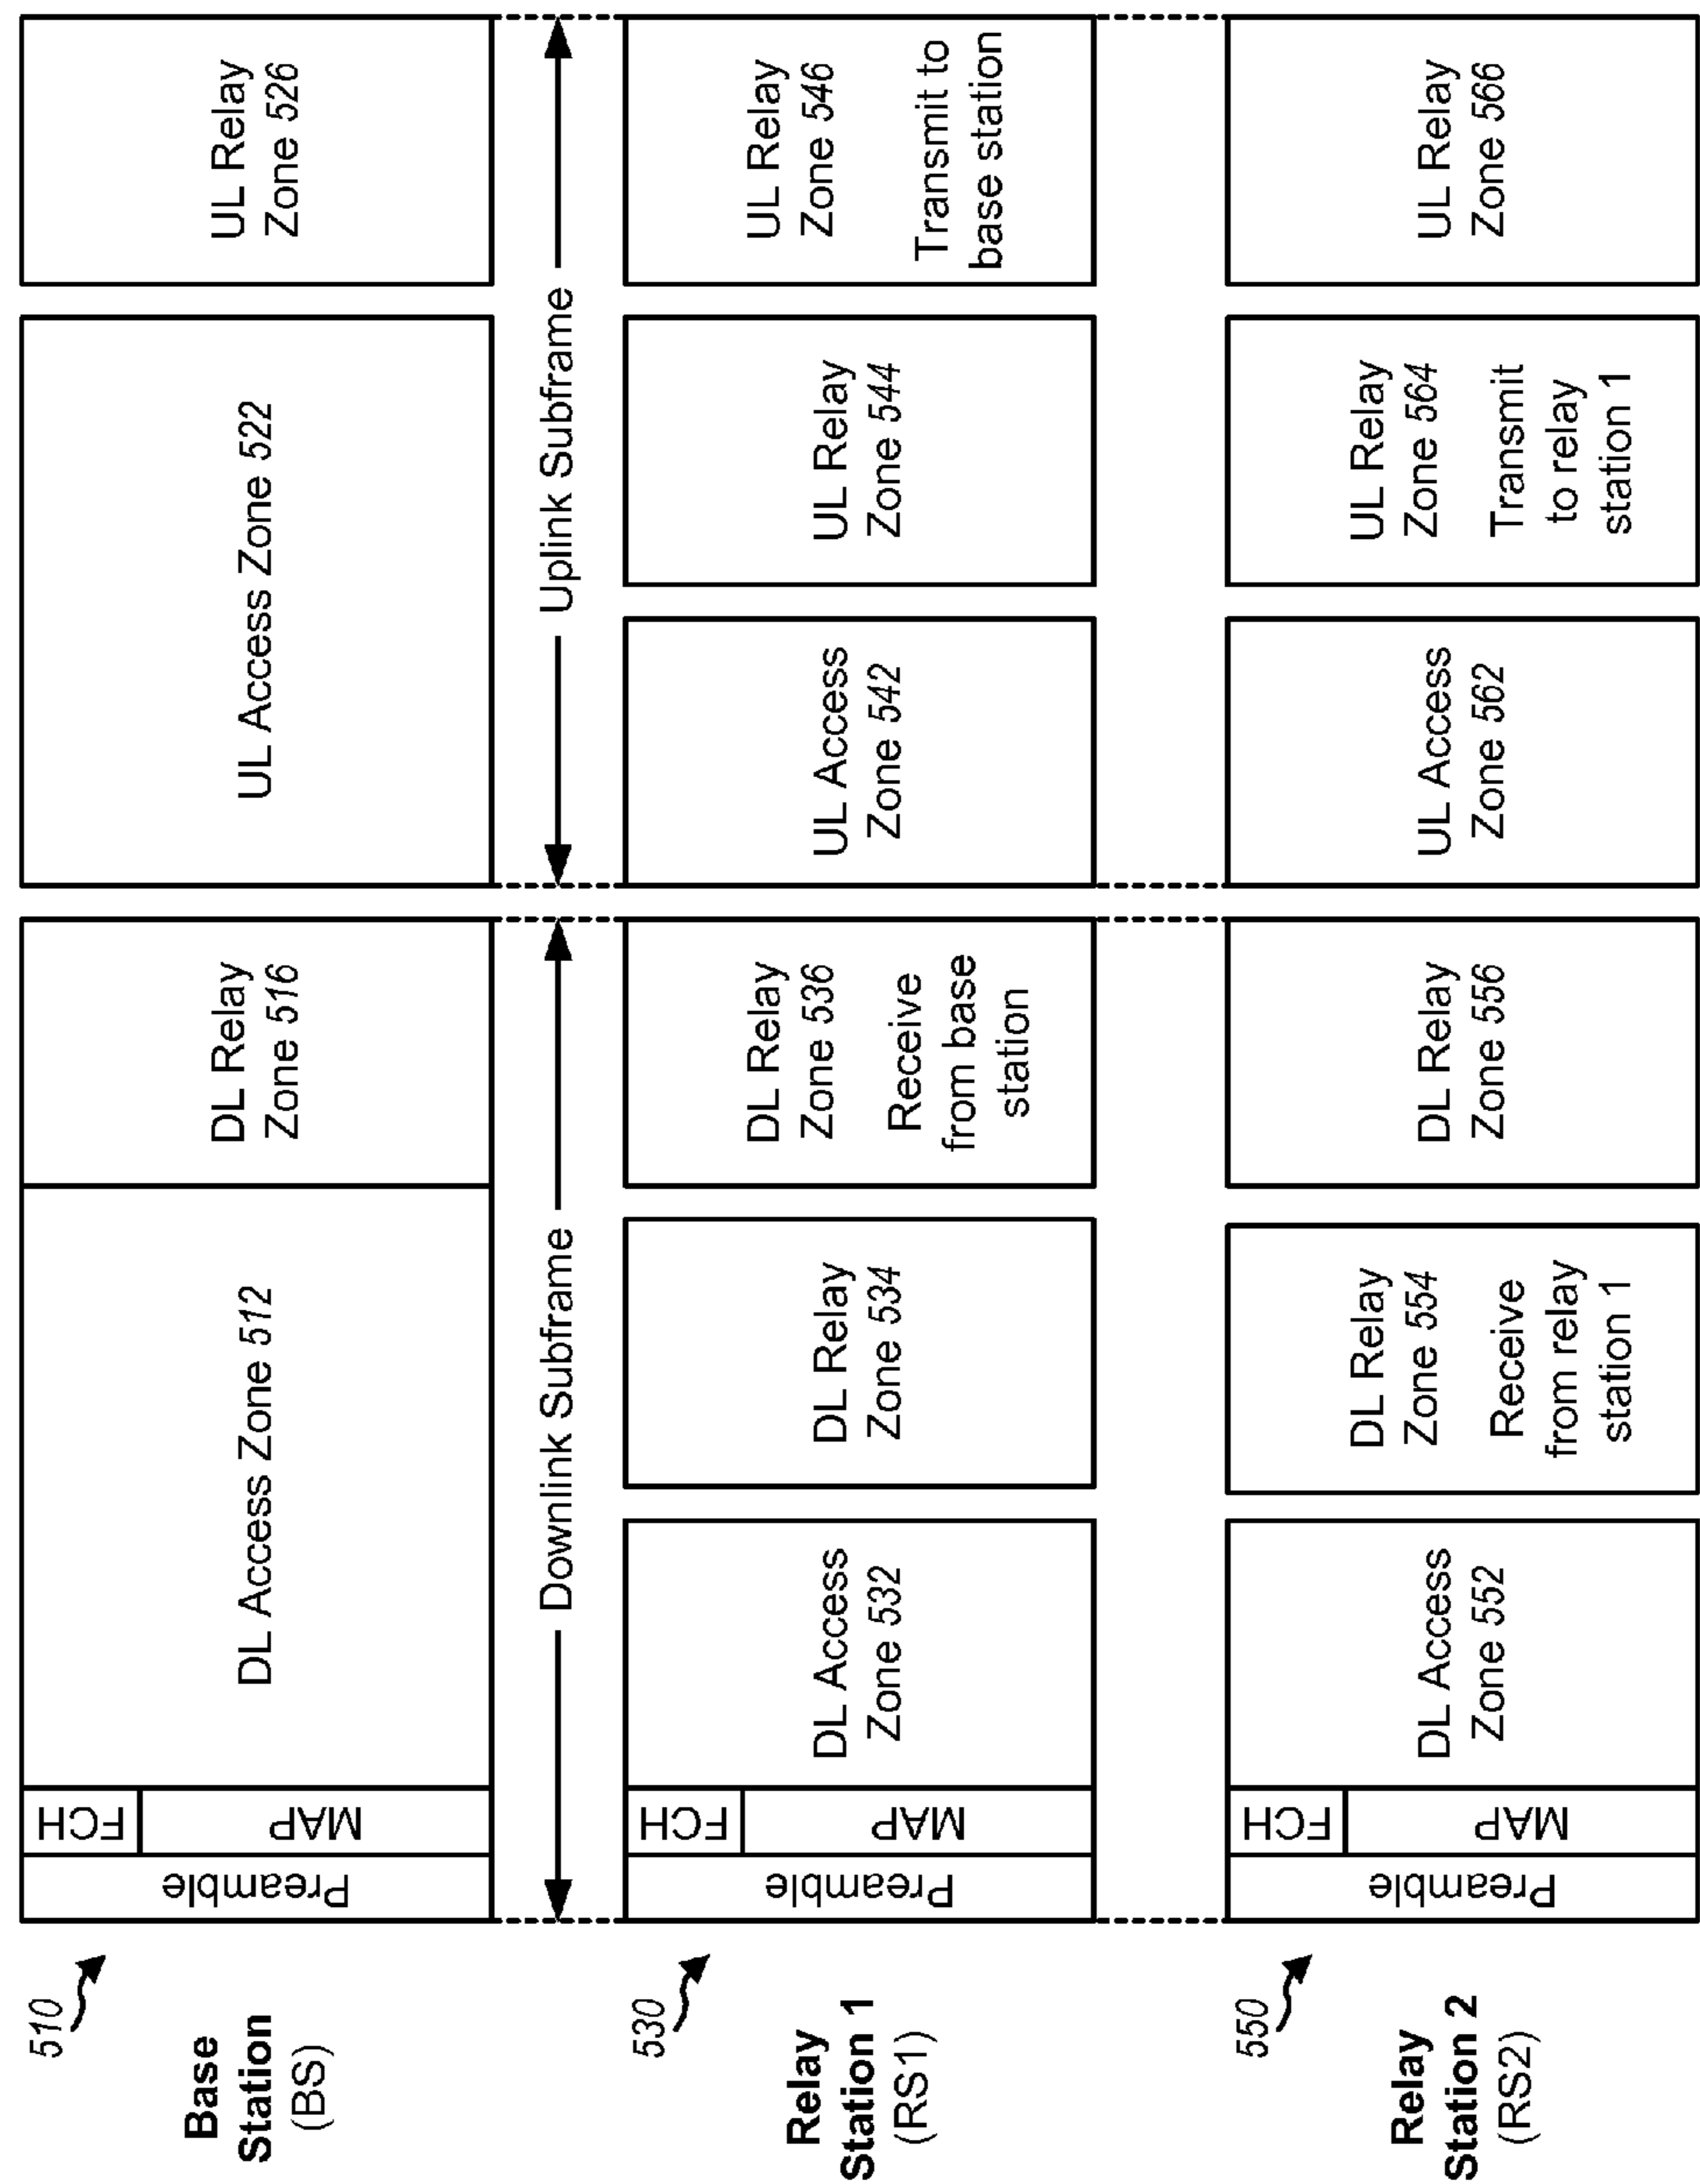 510
Base
Station
(BS)
Preamble
FCH
MAP
DL Access Zone 512
DL Relay
Zone 516
UL Access Zone 522
UL Relay
Zone 526
Downlink Subframe
Uplink Subframe
530
Relay
Station 1
(RS1)
Preamble
FCH
MAP
DL Access
Zone 532
DL Relay
Zone 534
DL Relay
Zone 536
Receive
from base
station
UL Access
Zone 542
UL Relay
Zone 544
UL Relay
Zone 546
Transmit to
base station
550
Relay
Station 2
(RS2)
Preamble
FCH
MAP
DL Access
Zone 552
DL Relay
Zone 554
Receive
from relay
station 1
DL Relay
Zone 556
UL Access
Zone 562
UL Relay
Zone 564
Transmit
to relay
station 1
UL Relay
Zone 566